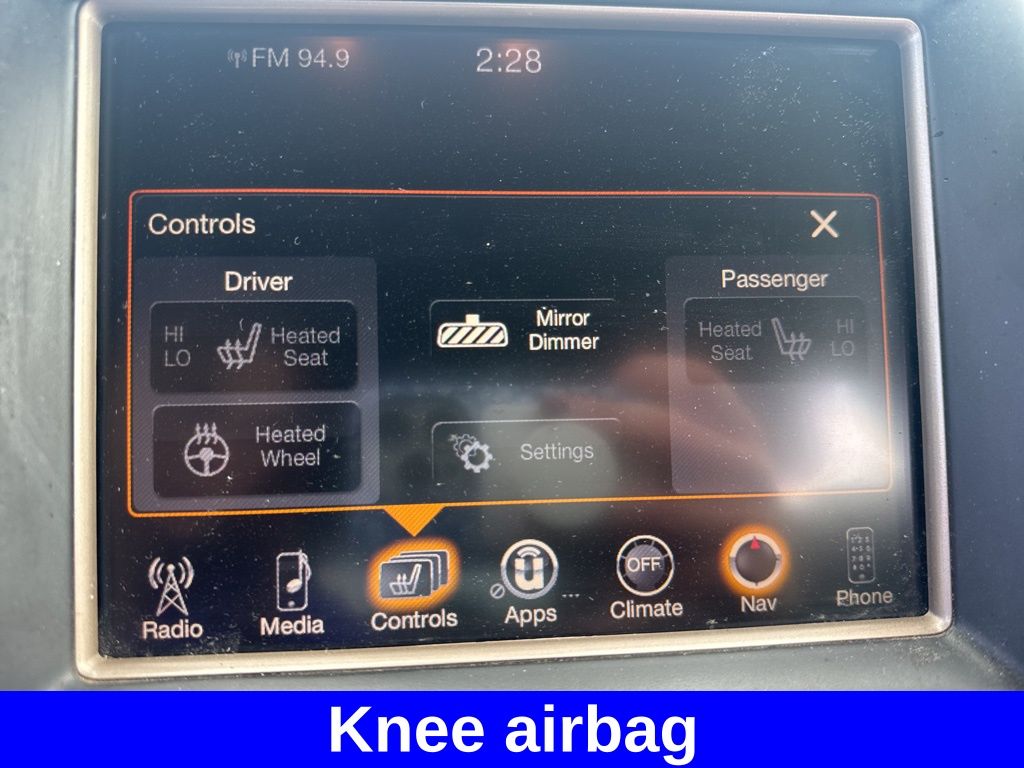 FM 94.9
2:28
Controls
Driver
HI
LO
Heated
Seat
Heated
Wheel
Mirror
Dimmer
Settings
Passenger
Heated
Seat
HI
LO
Radio
Media
Controls
u
Apps
OFF
Climate
Nav
Phone
Knee airbag